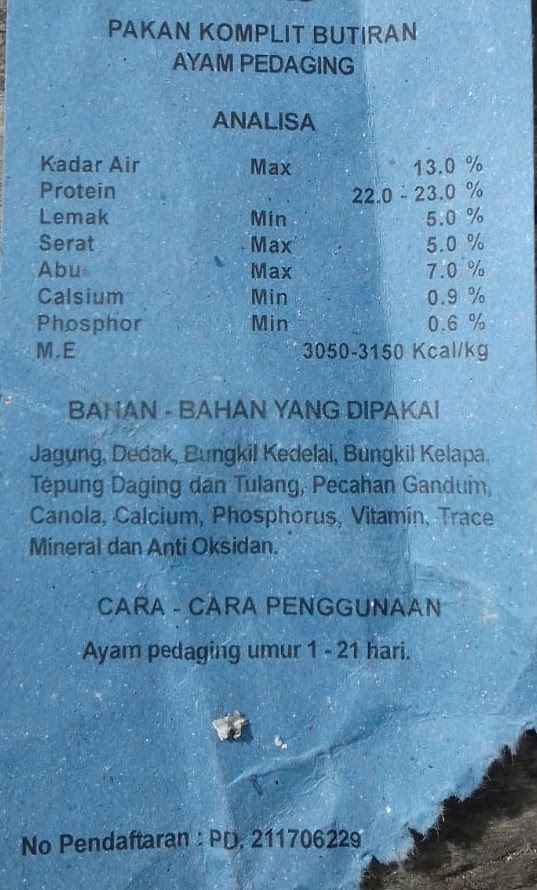 PAKAN KOMPLIT BUTIRAN
AYAM PEDAGING
ANALISA
Kadar Air Max 13.0 %
Protein 22.0 - 23.0 %
Lemak Min 5.0 %
Serat Max 5.0 %
Abu Max 7.0 %
Calsium Min 0.9 %
Phosphor Min 0.6 %
M.E 3050-3150 Kcal/kg
BAHAN - BAHAN YANG DIPAKAI
Jagung, Dedak, Bungkil Kedelai, Bungkil Kelapa,
Tepung Daging dan Tulang, Pecahan Gandum,
Canola, Calcium, Phosphorus, Vitamin, Trace
Mineral dan Anti Oksidan.
CARA - CARA PENGGUNAAN
Ayam pedaging umur 1 - 21 hari.
No Pendaftaran : PD. 211706229